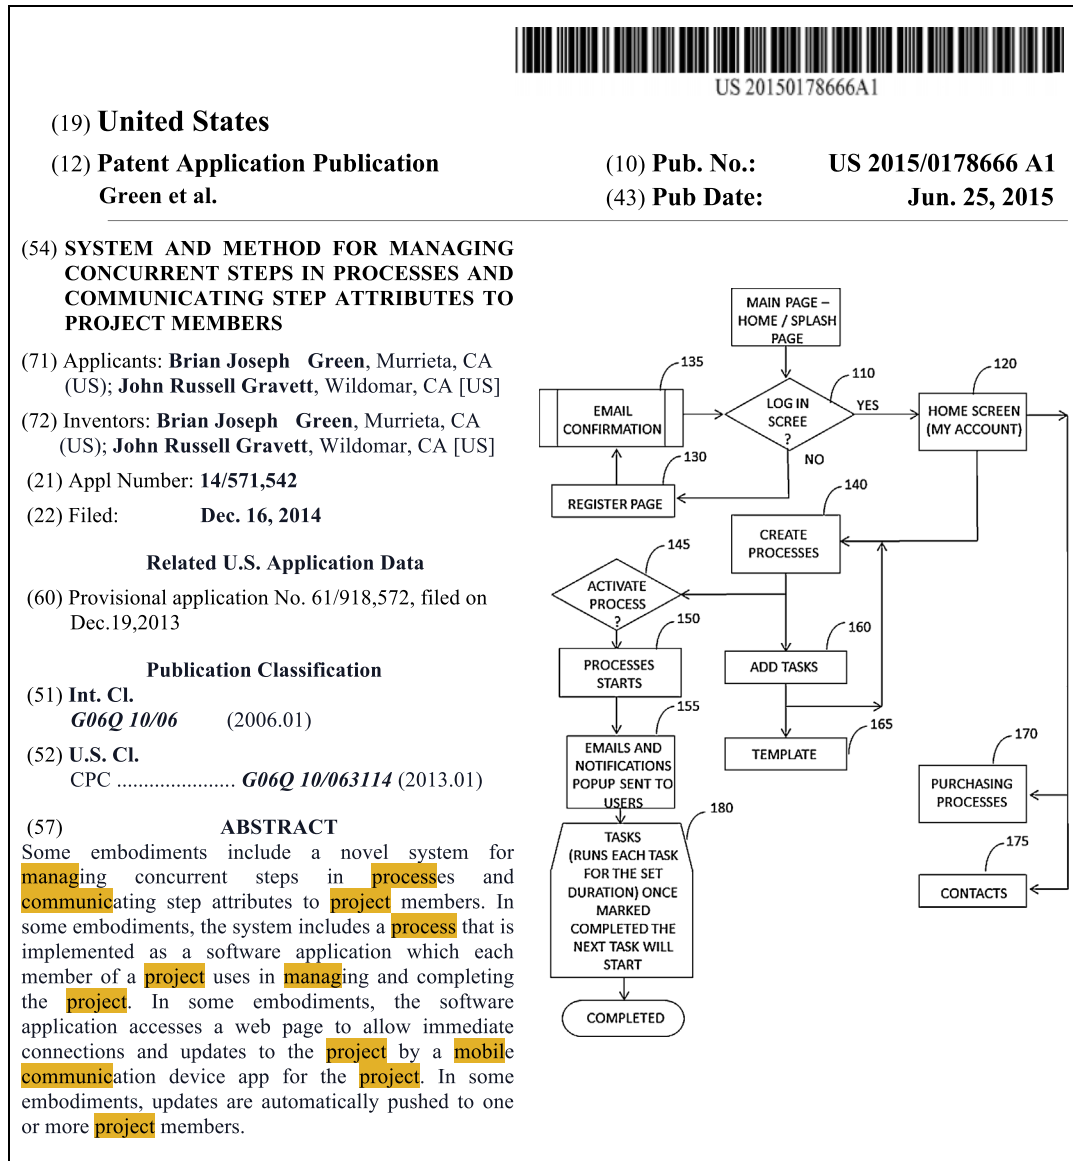 US 20150178666A1
(19) United States
(12) Patent Application Publication
Green et al.
(10) Pub. No.: US 2015/0178666 A1
(43) Pub Date: Jun. 25, 2015
(54) SYSTEM AND METHOD FOR MANAGING
CONCURRENT STEPS IN PROCESSES AND
COMMUNICATING STEP ATTRIBUTES TO
PROJECT MEMBERS
(71) Applicants: Brian Joseph Green, Murrieta, CA
(US); John Russell Gravett, Wildomar, CA [US]
(72) Inventors: Brian Joseph Green, Murrieta, CA
(US); John Russell Gravett, Wildomar, CA [US]
(21) Appl Number: 14/571,542
(22) Filed: Dec. 16, 2014
Related U.S. Application Data
(60) Provisional application No. 61/918,572, filed on
Dec.19,2013
Publication Classification
(51) Int. Cl.
G06Q 10/06 (2006.01)
(52) U.S. Cl.
CPC ...................... G06Q 10/063114 (2013.01)
(57) ABSTRACT
Some embodiments include a novel system for
managing concurrent steps in processes and
communicating step attributes to project members. In
some embodiments, the system includes a process that is
implemented as a software application which each
member of a project uses in managing and completing
the project. In some embodiments, the software
application accesses a web page to allow immediate
connections and updates to the project by a mobile
communication device app for the project. In some
embodiments, updates are automatically pushed to one
or more project members.
MAIN PAGE –
HOME / SPLASH
PAGE
135
EMAIL
CONFIRMATION
110
LOG IN
SCREE
?
YES
NO
120
HOME SCREEN
(MY ACCOUNT)
130
REGISTER PAGE
140
CREATE
PROCESSES
145
ACTIVATE
PROCESS
?
150
PROCESSES
STARTS
160
ADD TASKS
155
EMAILS AND
NOTIFICATIONS
POPUP SENT TO
USERS
165
TEMPLATE
170
PURCHASING
PROCESSES
180
TASKS
(RUNS EACH TASK
FOR THE SET
DURATION) ONCE
MARKED
COMPLETED THE
NEXT TASK WILL
START
175
CONTACTS
COMPLETED